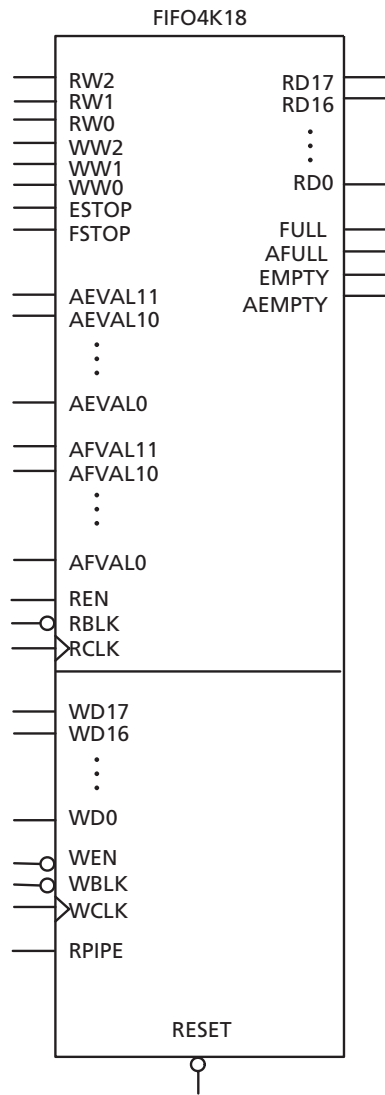 FIFO4K18
RW2
RW1
RW0
WW2
WW1
WW0
ESTOP
FSTOP
AEVAL11
AEVAL10
AEVAL0
AFVAL11
AFVAL10
AFVAL0
REN
RBLK
RCLK
WD17
WD16
WD0
WEN
WBLK
WCLK
RPIPE
RD17
RD16
RD0
FULL
AFULL
EMPTY
AEMPTY
RESET